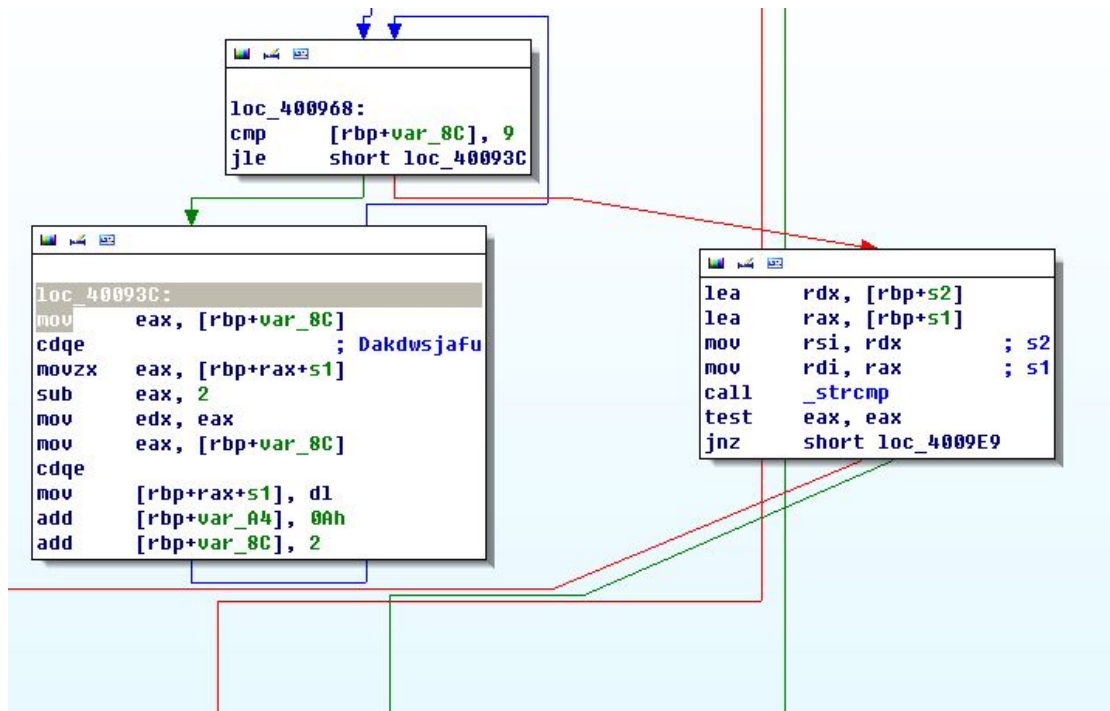 loc_400968:
cmp [rbp+var_8C], 9
jle short loc_40093C
loc_40093C:
mov eax, [rbp+var_8C]
cdqe ; Dakdwsjafu
movzx eax, [rbp+rax+s1]
sub eax, 2
mov edx, eax
mov eax, [rbp+var_8C]
cdqe
mov [rbp+rax+s1], dl
add [rbp+var_A4], 0Ah
add [rbp+var_8C], 2
lea rdx, [rbp+s2]
lea rax, [rbp+s1]
mov rsi, rdx ; s2
mov rdi, rax ; s1
call _strcmp
test eax, eax
jnz short loc_4009E9